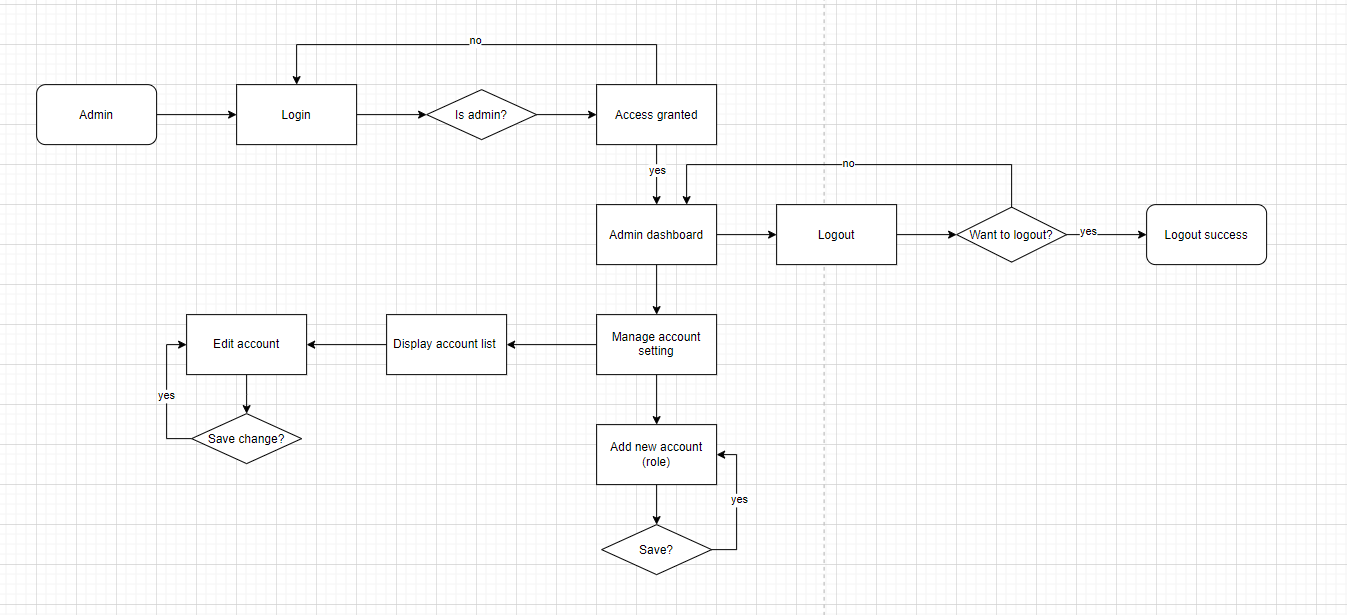 no
Admin
Login
Is admin?
Access granted
yes
no
Admin dashboard
Logout
Want to logout?
yes
Logout success
Edit account
Display account list
Manage account
setting
yes
Save change?
Add new account
(role)
yes
Save?